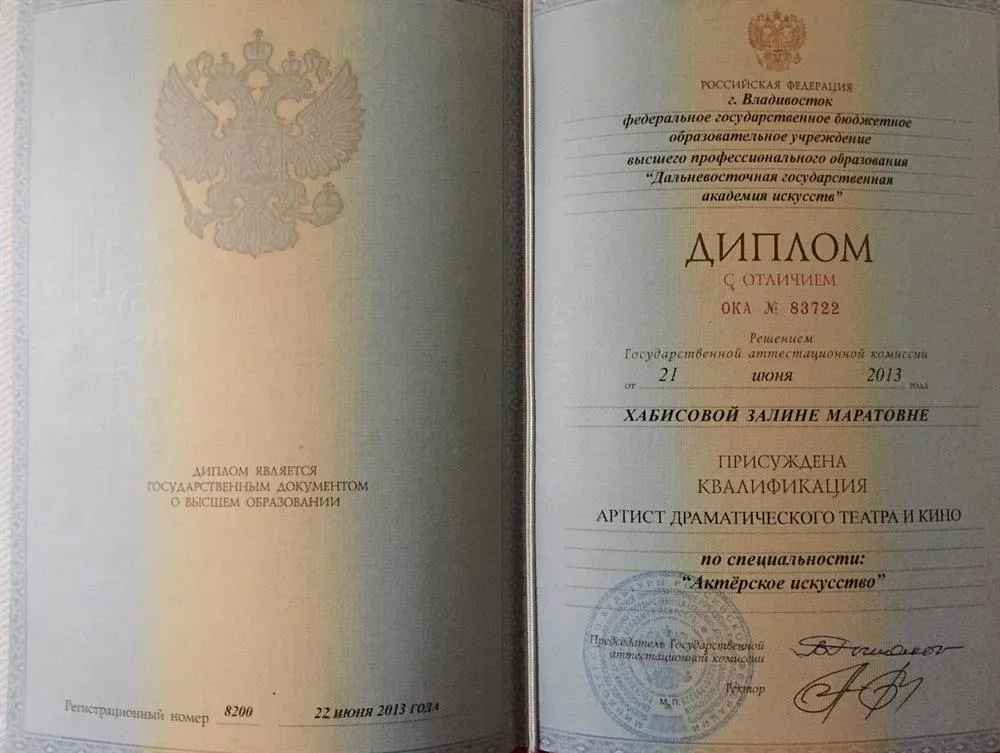 ДИПЛОМ ЯВЛЯЕТСЯ
ГОСУДАРСТВЕННЫМ ДОКУМЕНТОМ
О ВЫСШЕМ ОБРАЗОВАНИИ
Регистрационный номер 8200 22 ИЮНЯ 2013 ГОДА
РОССИЙСКАЯ ФЕДЕРАЦИЯ
г. Владивосток
федеральное государственное бюджетное
образовательное учреждение
высшего профессионального образования
"Дальневосточная государственная
академия искусств"
ДИПЛОМ
С ОТЛИЧИЕМ
ОКА № 83722
Решением
Государственной аттестационной комиссии
от 21 июня 2013 года
ХАБИСОВОЙ ЗАЛИНЕ МАРАТОВНЕ
ПРИСУЖДЕНА
КВАЛИФИКАЦИЯ
АРТИСТ ДРАМАТИЧЕСКОГО ТЕАТРА И КИНО
по специальности:
"Актёрское искусство"
Председатель Государственной
аттестационной комиссии
Ректор
М.П.